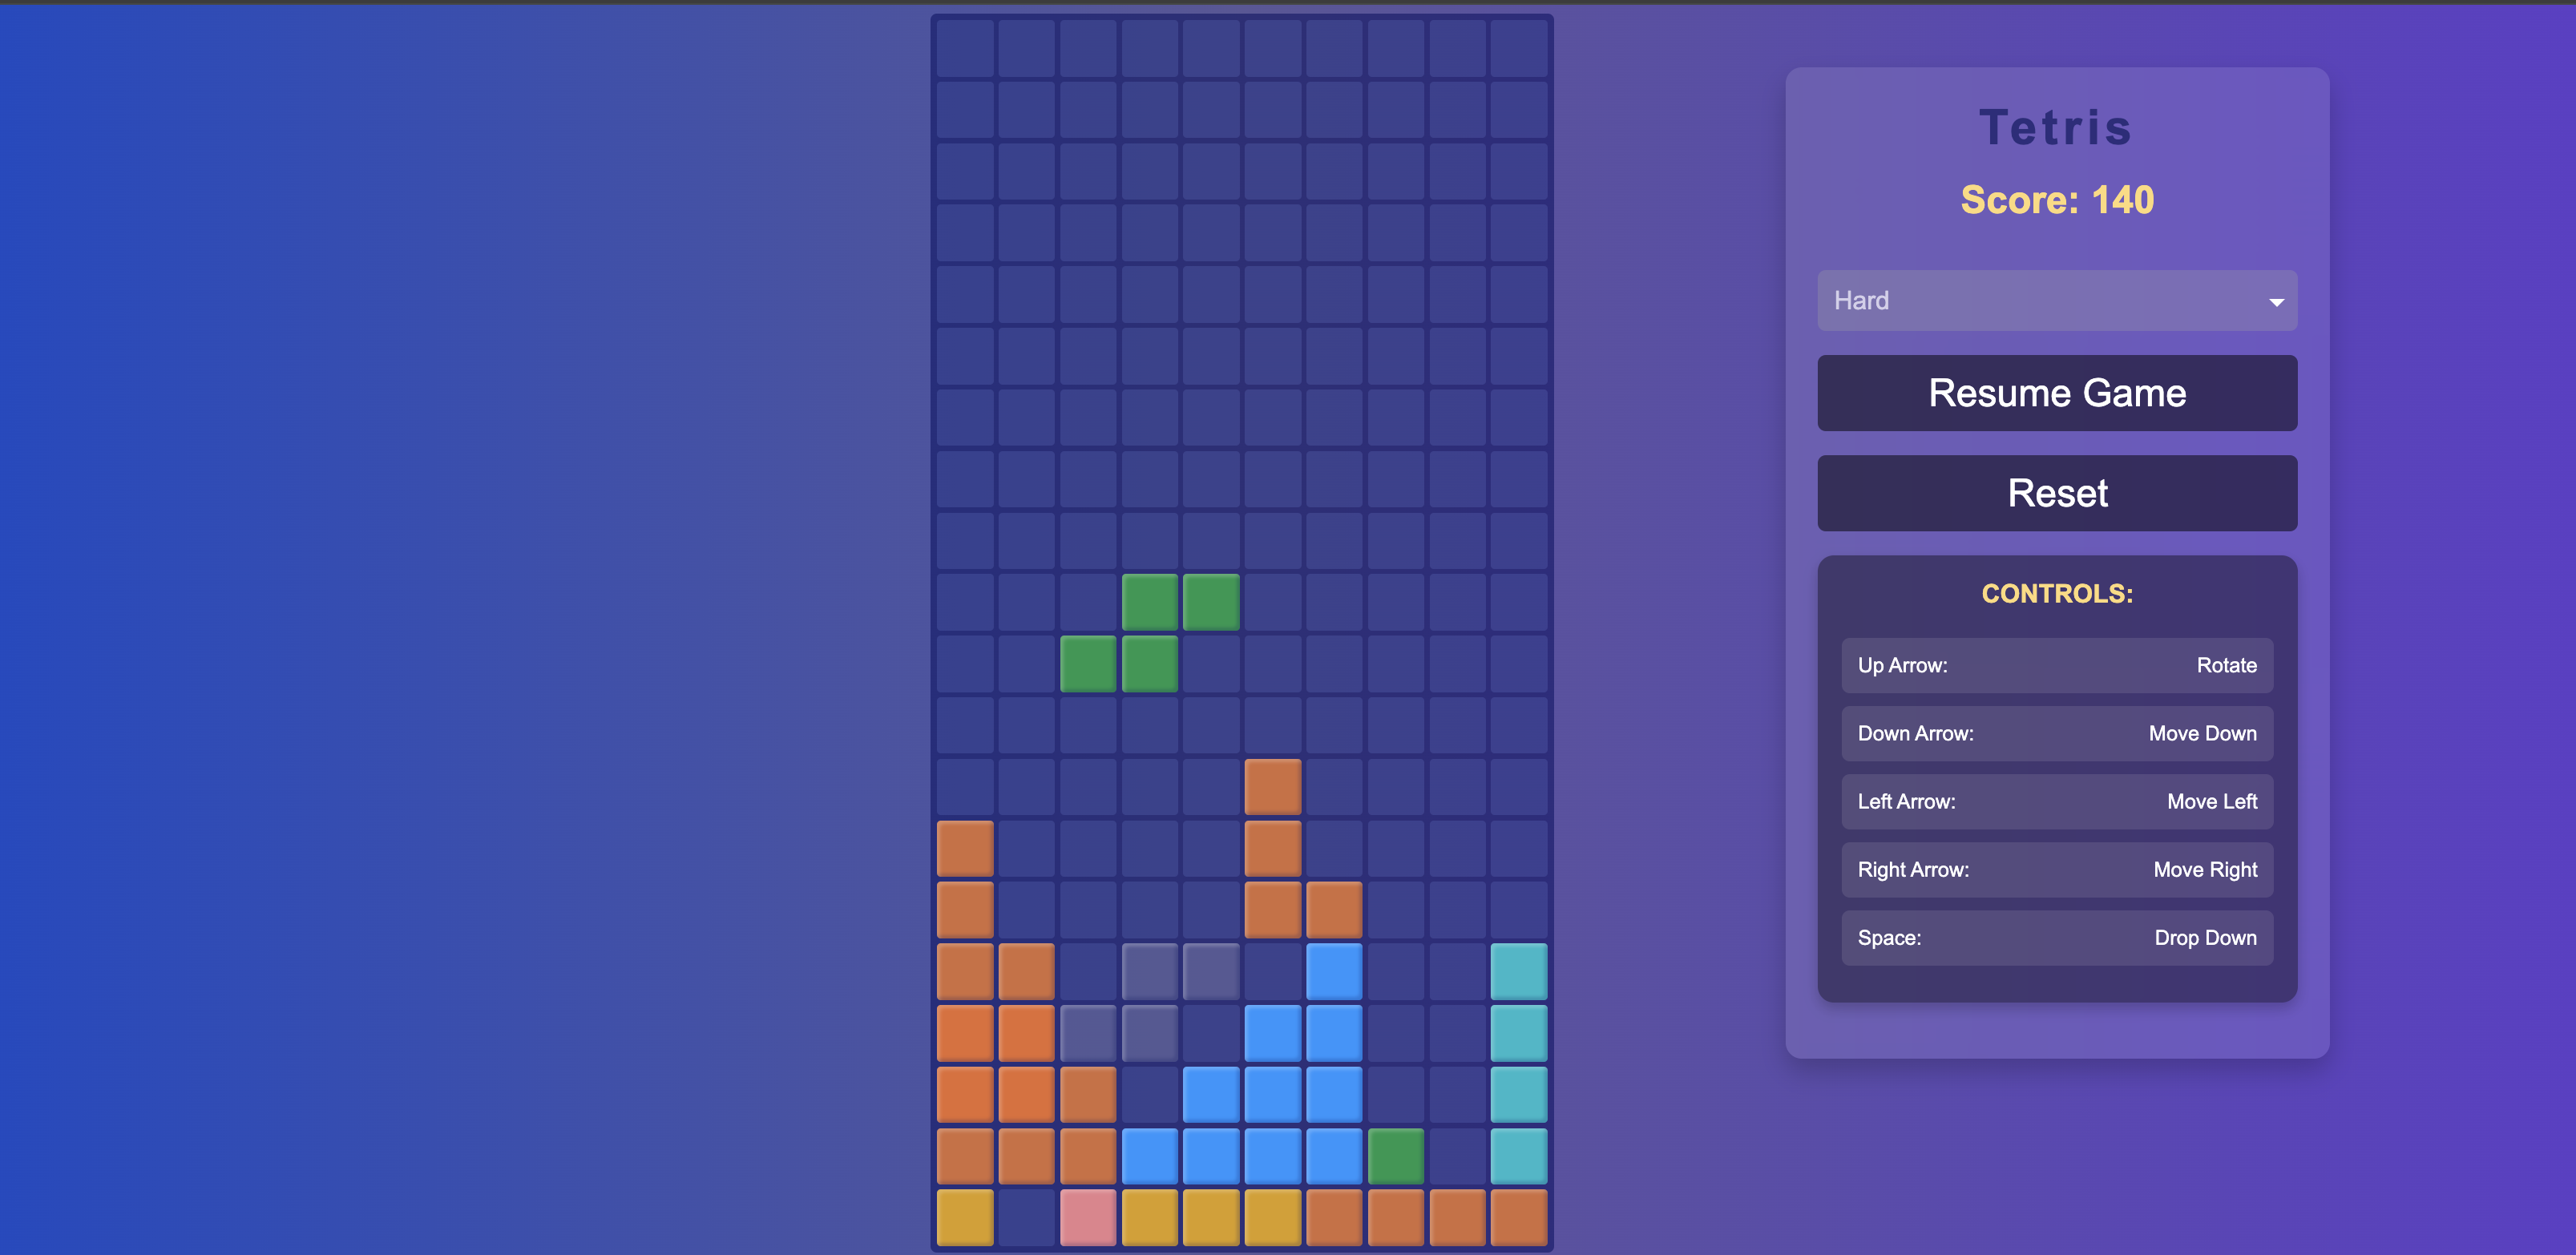 Tetris
Score: 140
Hard
Resume Game
Reset
CONTROLS:
Up Arrow: Rotate
Down Arrow: Move Down
Left Arrow: Move Left
Right Arrow: Move Right
Space: Drop Down